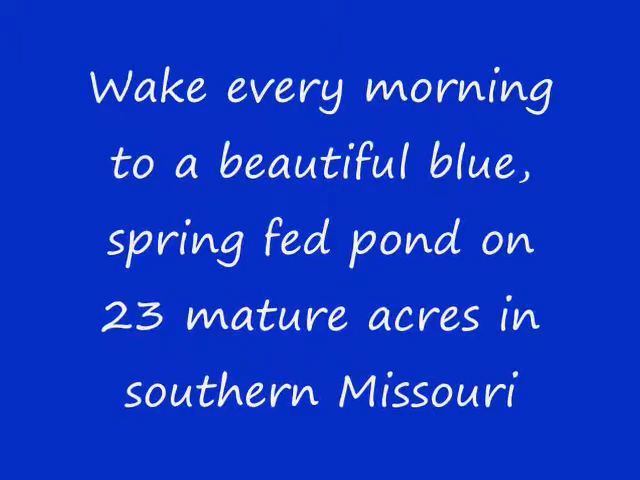 Wake every morning
to a beautiful blue,
spring fed pond on
23 mature acres in
southern Missouri